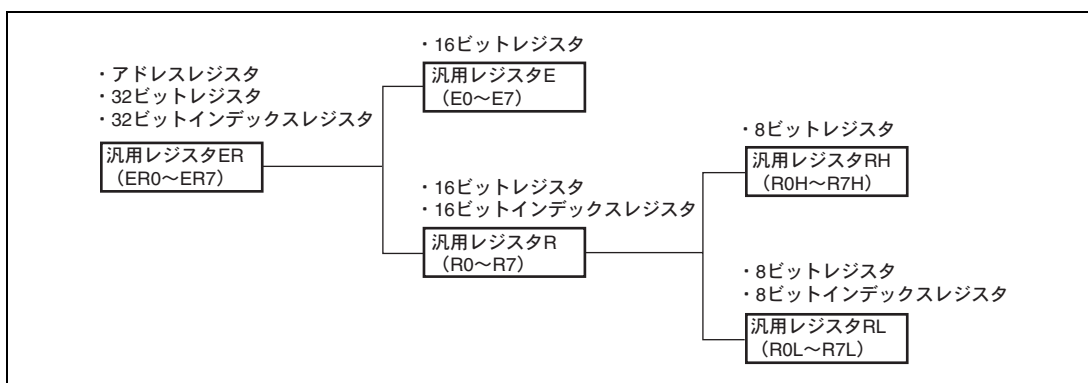 ・アドレスレジスタ
・32ビットレジスタ
・32ビットインデックスレジスタ
汎用レジスタER
（ER0～ER7）
・16ビットレジスタ
汎用レジスタE
（E0～E7）
・16ビットレジスタ
・16ビットインデックスレジスタ
汎用レジスタR
（R0～R7）
・8ビットレジスタ
汎用レジスタRH
（R0H～R7H）
・8ビットレジスタ
・8ビットインデックスレジスタ
汎用レジスタRL
（R0L～R7L）